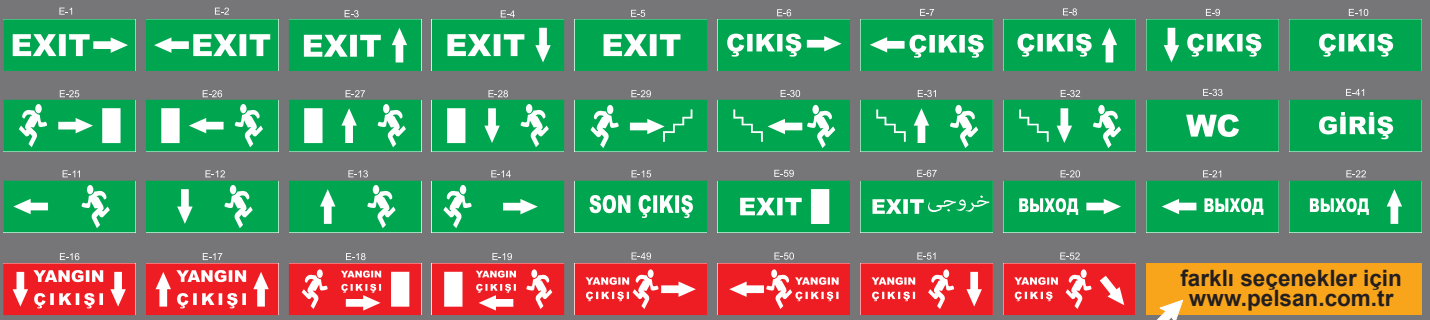 E-1 E-2 E-3 E-4 E-5 E-6 E-7 E-8 E-9 E-10
EXIT EXIT EXIT EXIT EXIT ÇIKIŞ ÇIKIŞ ÇIKIŞ ÇIKIŞ ÇIKIŞ
E-25 E-26 E-27 E-28 E-29 E-30 E-31 E-32 E-33 E-41
WC GİRİŞ
E-11 E-12 E-13 E-14 E-15 E-59 E-67 E-20 E-21 E-22
SON ÇIKIŞ EXIT EXIT خروجی ВЫХОД ВЫХОД ВЫХОД
E-16 E-17 E-18 E-19 E-49 E-50 E-51 E-52
YANGIN YANGIN YANGIN YANGIN YANGIN YANGIN YANGIN YANGIN
ÇIKIŞI ÇIKIŞI ÇIKIŞI ÇIKIŞI ÇIKIŞI ÇIKIŞI ÇIKIŞI ÇIKIŞ
farklı seçenekler için
www.pelsan.com.tr